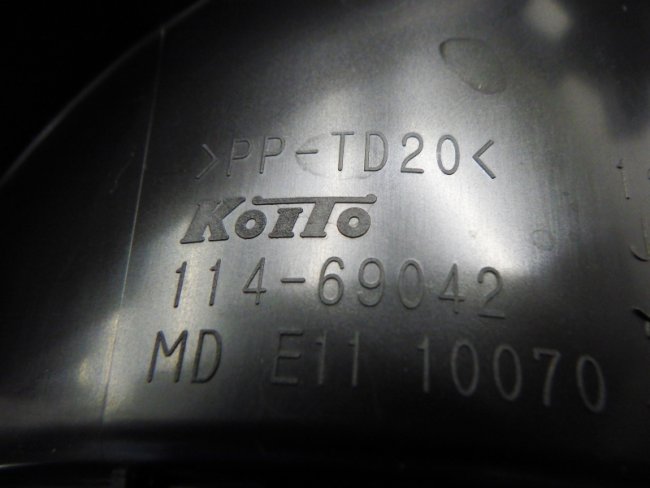 >PP-TD20<
KOITO
114-69042
MD E11 10070